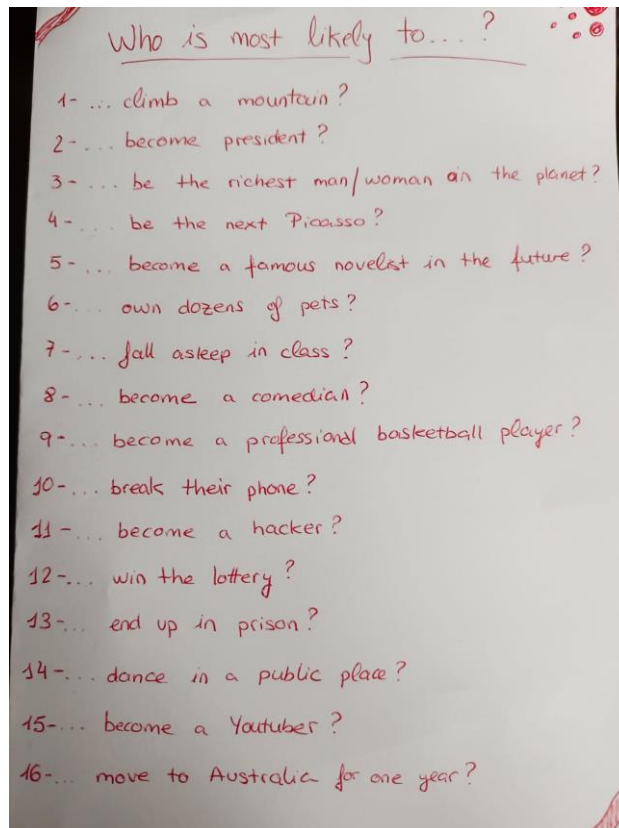 Who is most likely to... ?
1- ... climb a mountain?
2- ... become president?
3- ... be the richest man/woman on the planet?
4- ... be the next Picasso?
5- ... become a famous novelist in the future?
6-... own dozens of pets?
7-... fall asleep in class?
8- ... become a comedian?
9-... become a professional basketball player?
10-... break their phone?
11-... become a hacker?
12-... win the lottery?
13-... end up in prison?
14-... dance in a public place?
15-... become a Youtuber?
16-... move to Australia for one year?